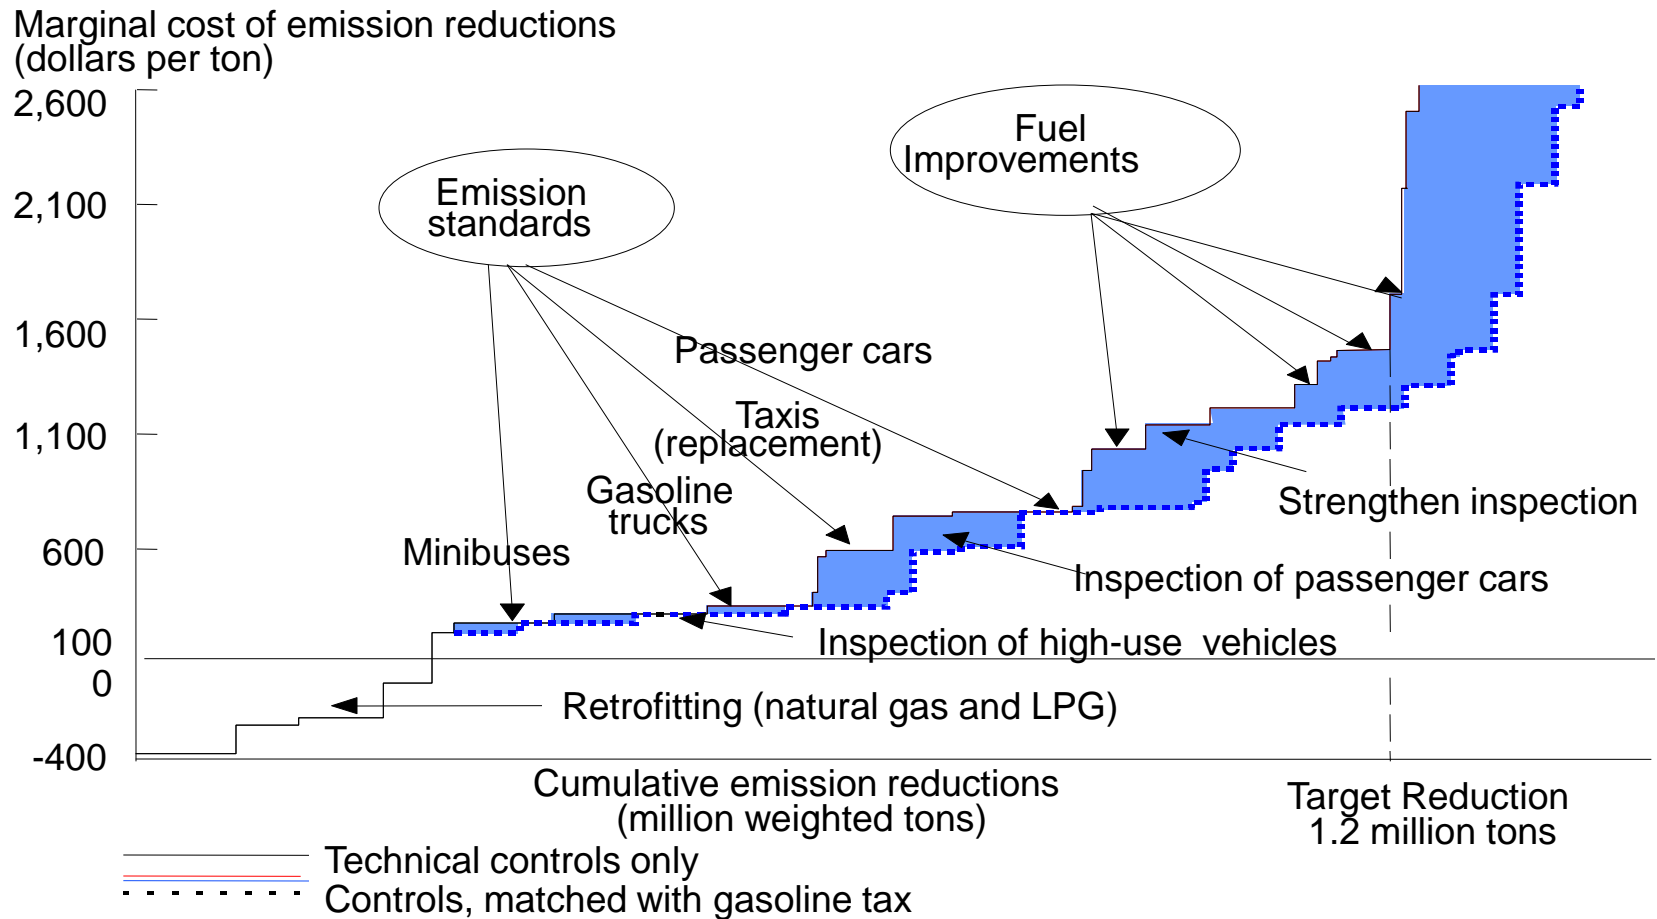 Marginal cost of emission reductions
(dollars per ton)
2,600
2,100
1,600
1,100
600
100
0
-400
Emission
standards
Fuel
Improvements
Passenger cars
Taxis
(replacement)
Gasoline
trucks
Minibuses
Strengthen inspection
Inspection of passenger cars
Inspection of high-use vehicles
Retrofitting (natural gas and LPG)
Cumulative emission reductions
(million weighted tons)
Target Reduction
1.2 million tons
Technical controls only
Controls, matched with gasoline tax